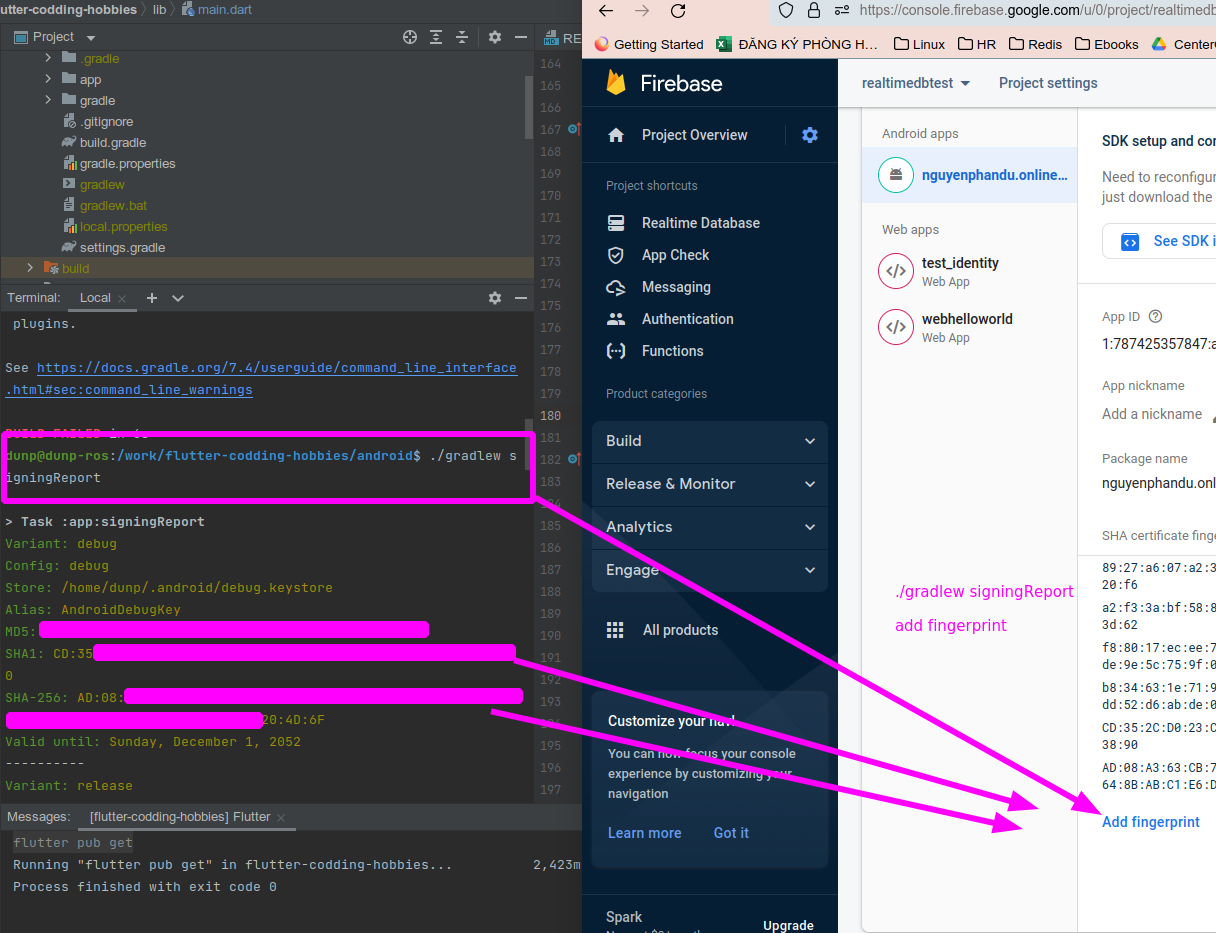 utter-codding-hobbies
lib
main.dart
Project
.gradle
app
gradle
.gitignore
build.gradle
gradle.properties
gradlew
gradlew.bat
local.properties
settings.gradle
build
Terminal:
Local
plugins.
See https://docs.gradle.org/7.4/userguide/command_line_interface
.html#sec:command_line_warnings
dunp@dunp-ros:/work/flutter-codding-hobbies/android$ ./gradlew s
igningReport
> Task :app:signingReport
Variant: debug
Config: debug
Store: /home/dunp/.android/debug.keystore
Alias: AndroidDebugKey
MD5:
SHA1: CD:35
0
SHA-256: AD:08:
20:4D:6F
Valid until: Sunday, December 1, 2052
----------
Variant: release
Messages:
[flutter-codding-hobbies] Flutter
flutter pub get
Running "flutter pub get" in flutter-codding-hobbies...
2,423m
Process finished with exit code 0
RE
164
165
166
167
168
169
170
171
172
173
174
175
176
177
178
179
180
181
182
183
185
186
187
188
189
190
191
192
193
195
196
197
https://console.firebase.google.com/u/0/project/realtimedb
Getting Started
ĐĂNG KÝ PHÒNG H…
Linux
HR
Redis
Ebooks
Center
Firebase
Project Overview
Project shortcuts
Realtime Database
App Check
Messaging
Authentication
Functions
Product categories
Build
Release & Monitor
Analytics
Engage
All products
Customize your nav!
You can now focus your console
experience by customizing your
navigation
Learn more
Got it
Spark
Upgrade
realtimedbtest
Project settings
Android apps
nguyenphandu.online…
Web apps
test_identity
Web App
webhelloworld
Web App
./gradlew signingReport
add fingerprint
SDK setup and con
Need to reconfigur
just download the
See SDK i
App ID
1:787425357847:a
App nickname
Add a nickname
Package name
nguyenphandu.onl
SHA certificate finge
89:27:a6:07:a2:3
20:f6
a2:f3:3a:bf:58:8
3d:62
f8:80:17:ec:ee:7
de:9e:5c:75:9f:0
b8:34:63:1e:71:9
dd:52:d6:ab:de:0
CD:35:2C:D0:23:C
38:90
AD:08:A3:63:CB:7
64:8B:AB:C1:E6:D
Add fingerprint